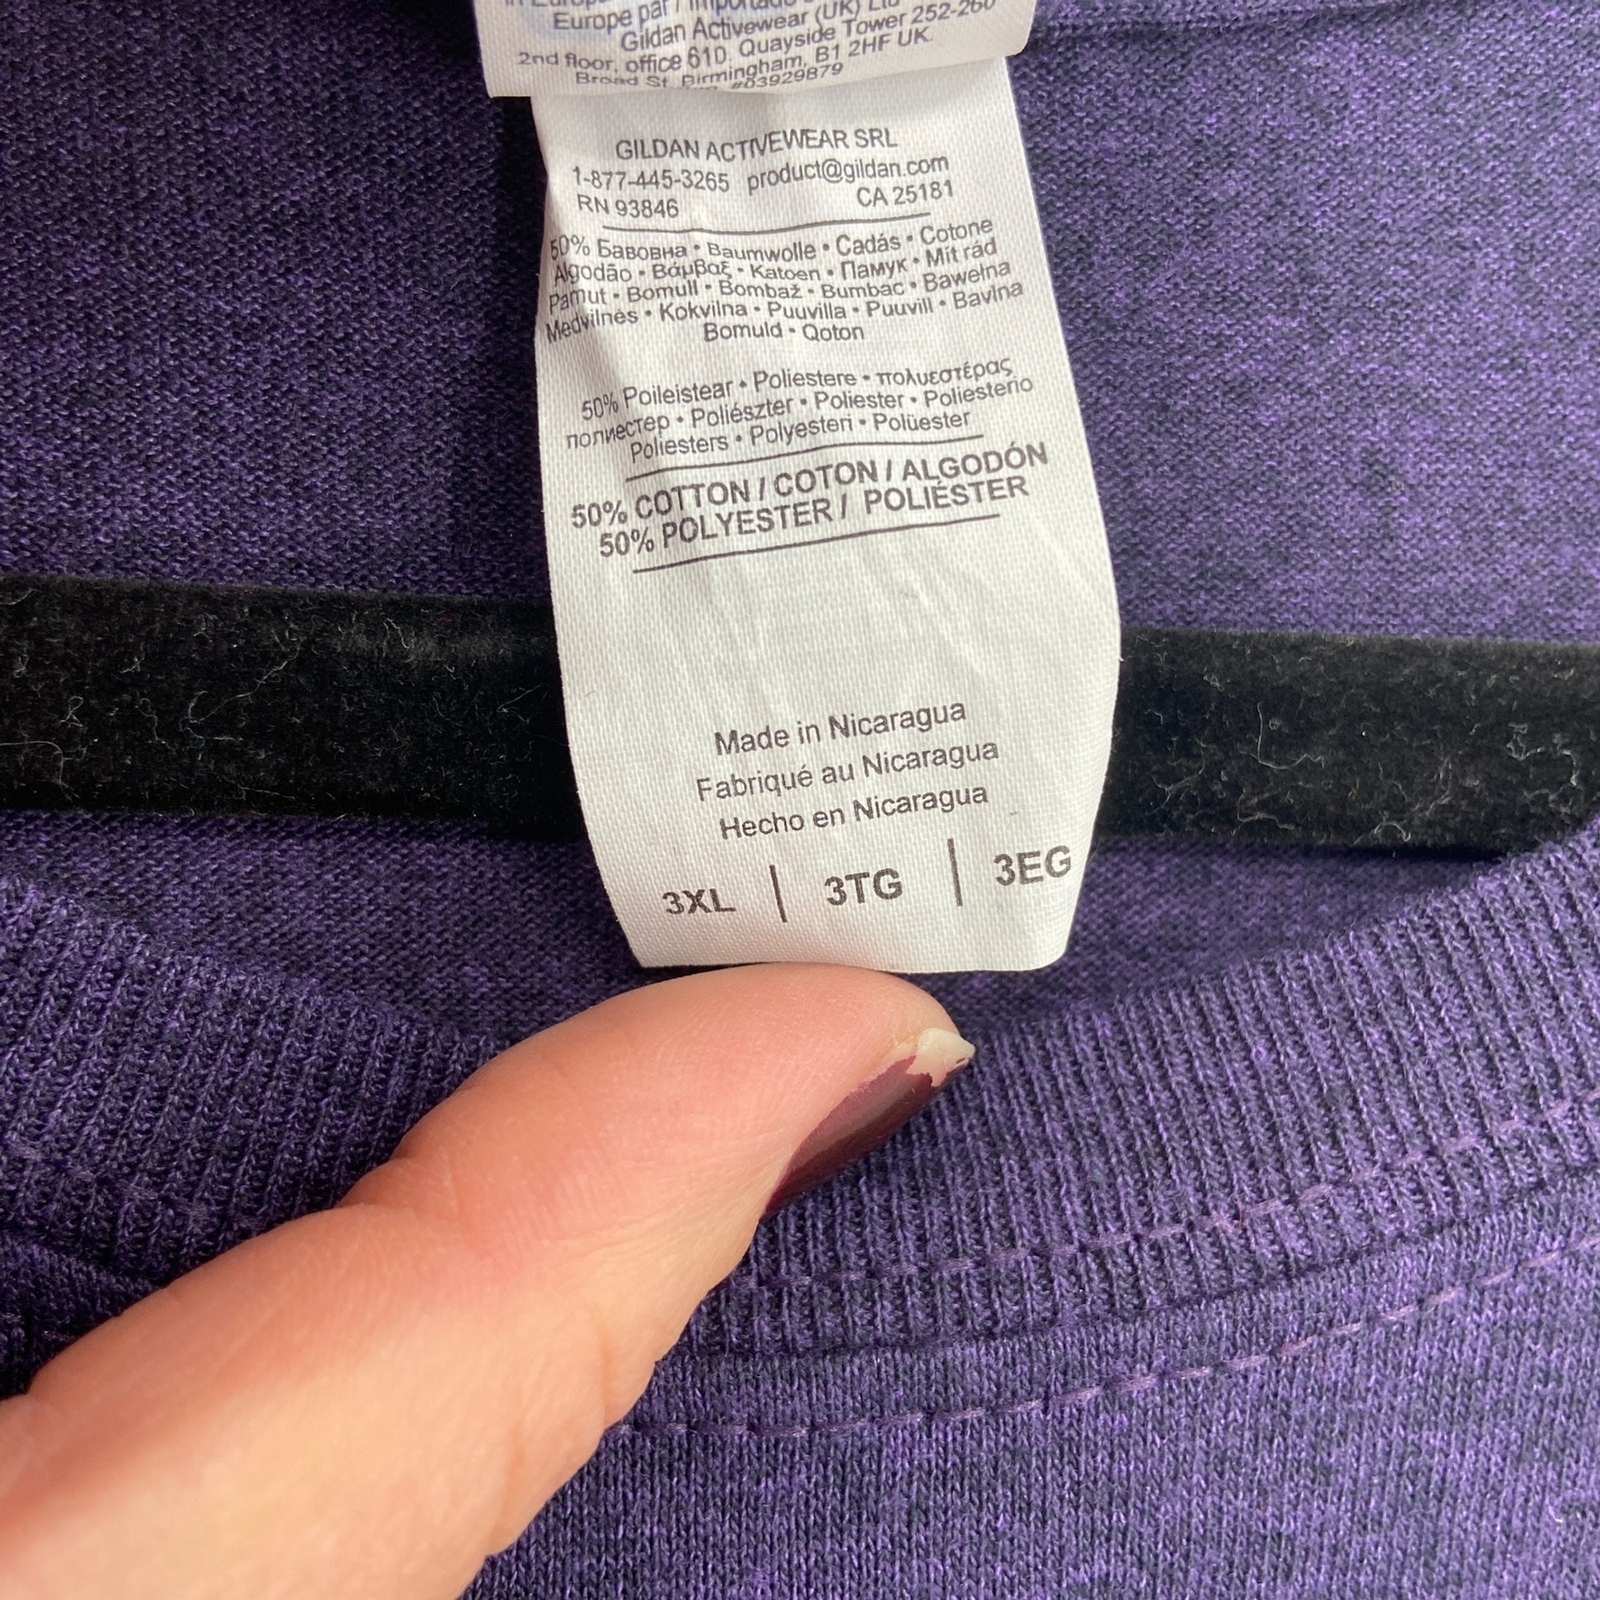 Europe par / Importado
Gildan Activewear (UK) Ltd
2nd floor, office 610. Quayside Tower 252-260
Broad St, Birmingham, B1 2HF UK.
#03929879
GILDAN ACTIVEWEAR SRL
1-877-445-3265 product@gildan.com
RN 93846 CA 25181
50% Бавовна • Baumwolle • Cadás • Cotone
Algodão • Βάμβαξ • Katoen • Памук • Mit rád
Pamut • Bomull • Bombaž • Bumbac • Bawełna
Medvilnės • Kokvilna • Puuvilla • Puuvill • Bavlna
Bomuld • Qoton
50% Poileistear • Poliestere • πολυεστέρας
полиестер • Poliészter • Poliester • Poliesterio
Poliesters • Polyesteri • Polüester
50% COTTON / COTON / ALGODÓN
50% POLYESTER / POLIÉSTER
Made in Nicaragua
Fabriqué au Nicaragua
Hecho en Nicaragua
3XL | 3TG | 3EG